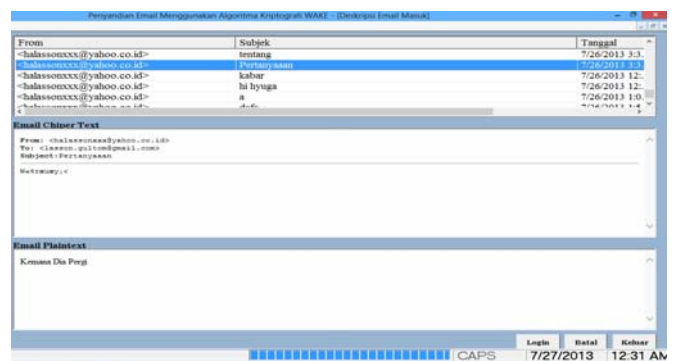 Penyandian Email Menggunakan Algoritma Kriptografi WAKE - [Deskripsi Email Masuk]
From Subjek Tanggal
<halassonxxx@yahoo.co.id> tentang 7/26/2013 3:3.
<halassonxxx@yahoo.co.id> Pertanyaaan 7/26/2013 3:3
<halassonxxx@yahoo.co.id> kabar 7/26/2013 12:.
<halassonxxx@yahoo.co.id> hi hyuga 7/26/2013 12:.
<halassonxxx@yahoo.co.id> a 7/26/2013 1:0.
Email Chiper Text
From: <halassonxxx@yahoo.co.id>
To: <lasson.gultom@gmail.com>
Subject:Pertanyaaan
Email Plaintext
Kemana Dia Pergi
Login Batal Keluar
CAPS 7/27/2013 12:31 AM